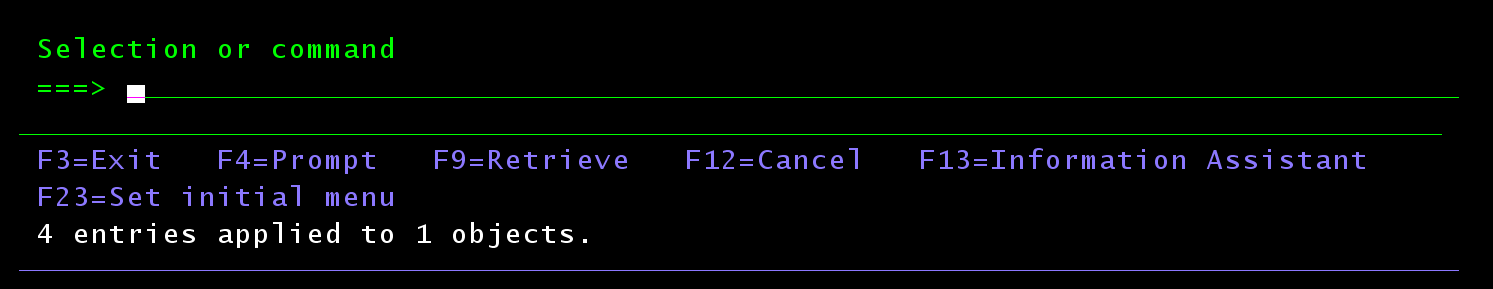 Selection or command
===>
F3=Exit   F4=Prompt   F9=Retrieve   F12=Cancel   F13=Information Assistant
F23=Set initial menu
4 entries applied to 1 objects.